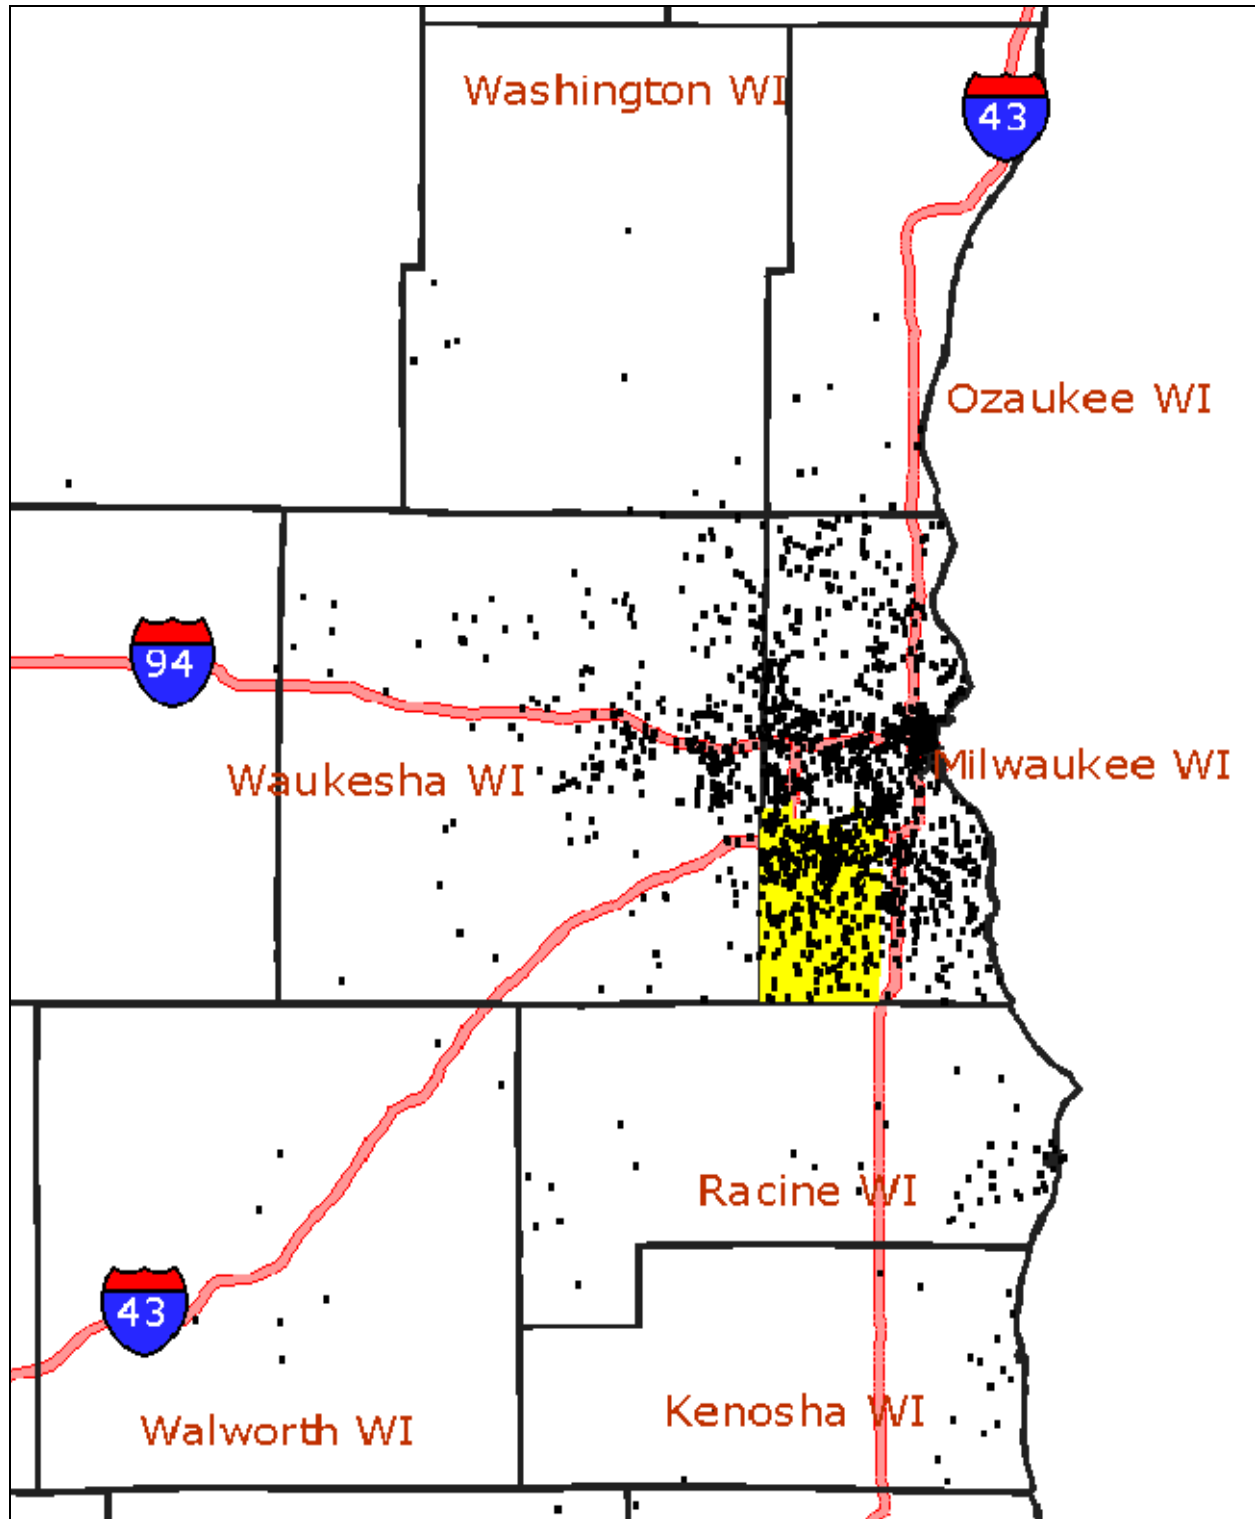 Washington WI
43
Ozaukee WI
94
Waukesha WI
Milwaukee WI
Racine WI
43
Kenosha WI
Walworth WI